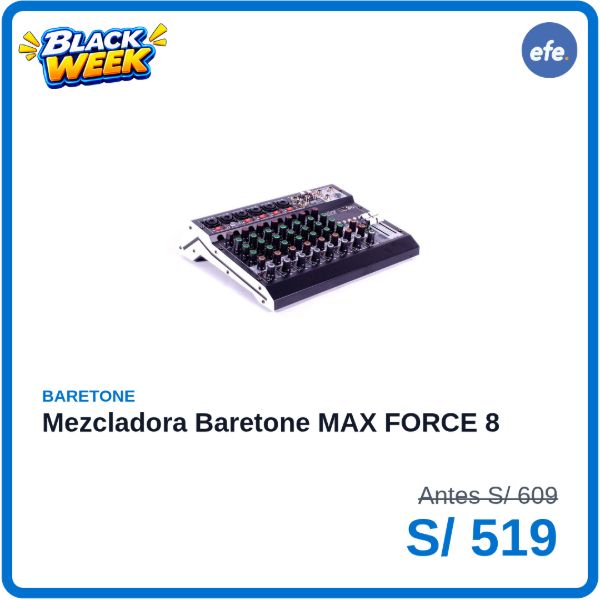 BLACK
WEEK
efe.
BARETONE
Mezcladora Baretone MAX FORCE 8
Antes S/ 609
S/ 519